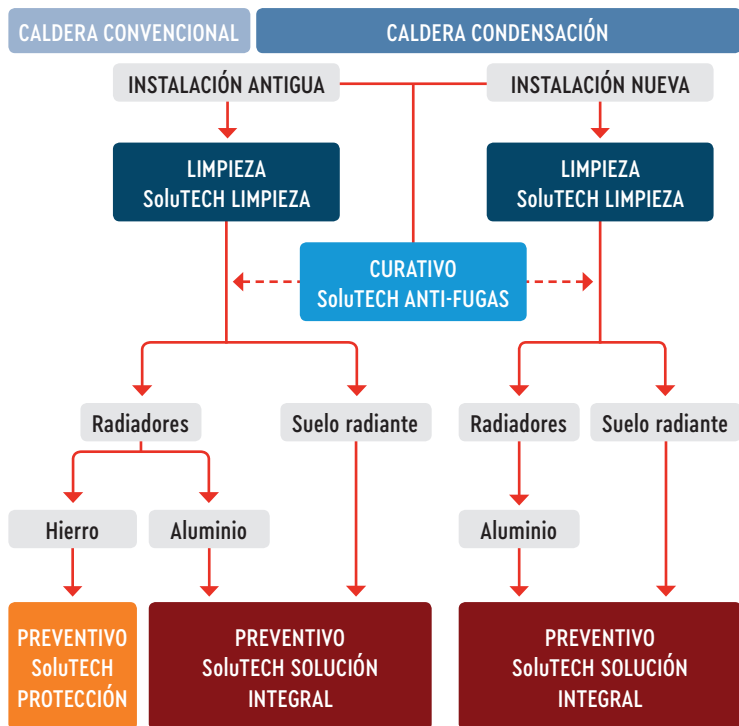 CALDERA CONVENCIONAL
CALDERA CONDENSACIÓN
INSTALACIÓN ANTIGUA
INSTALACIÓN NUEVA
LIMPIEZA
SoluTECH LIMPIEZA
LIMPIEZA
SoluTECH LIMPIEZA
CURATIVO
SoluTECH ANTI-FUGAS
Radiadores
Suelo radiante
Radiadores
Suelo radiante
Hierro
Aluminio
Aluminio
PREVENTIVO
SoluTECH
PROTECCIÓN
PREVENTIVO
SoluTECH SOLUCIÓN
INTEGRAL
PREVENTIVO
SoluTECH SOLUCIÓN
INTEGRAL